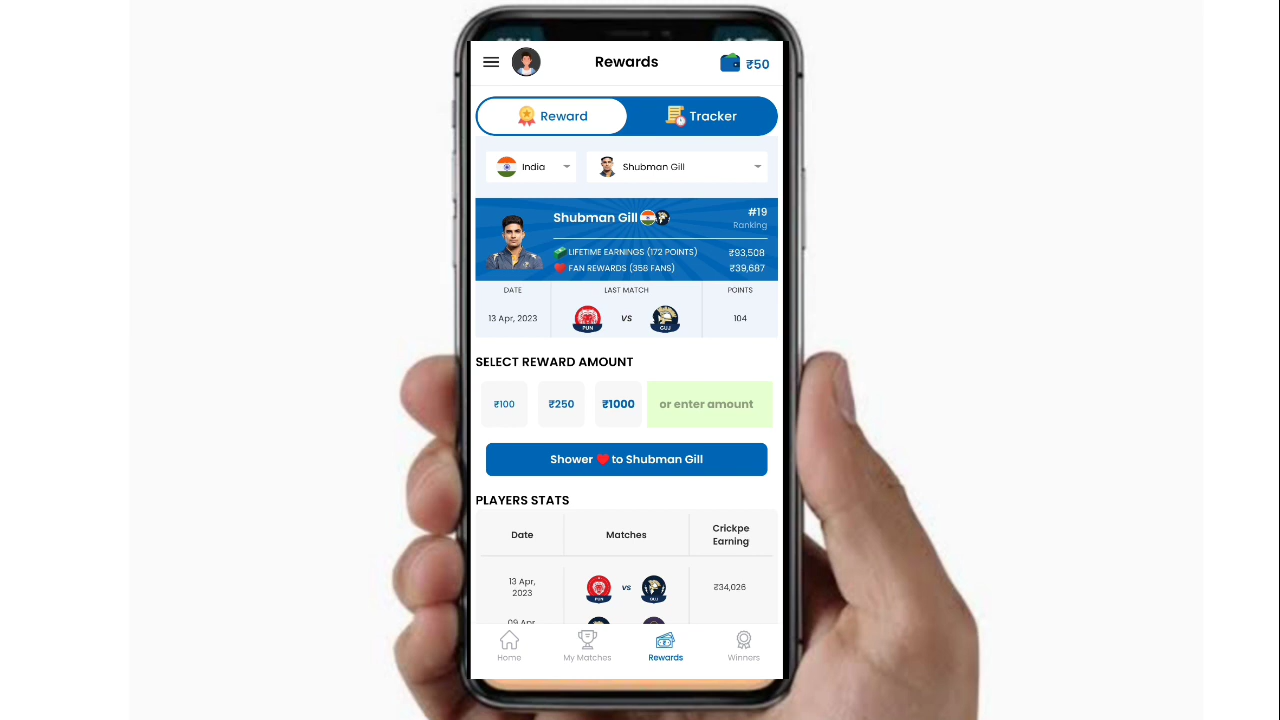 Rewards
₹50
Reward
Tracker
India
Shubman Gill
Shubman Gill
#19
Ranking
LIFETIME EARNINGS (172 POINTS)
₹93,508
FAN REWARDS (358 FANS)
₹39,687
DATE
LAST MATCH
POINTS
13 Apr, 2023
PUN
VS
GUJ
104
SELECT REWARD AMOUNT
₹100
₹250
₹1000
or enter amount
Shower ❤️ to Shubman Gill
PLAYERS STATS
Date
Matches
Crickpe
Earning
13 Apr,
2023
PUN
VS
GUJ
₹34,026
09 Apr
Home
My Matches
Rewards
Winners